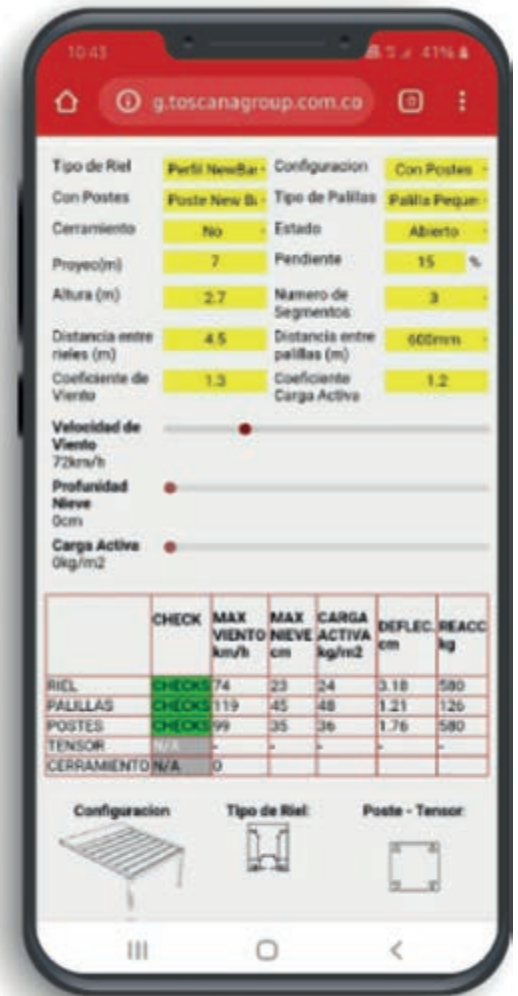 10:43
41%
g.toscanagroup.com.co
Tipo de Riel Perfil NewBar Configuracion Con Postes
Con Postes Poste New B Tipo de Palillas Palilla Peque
Cerramiento No Estado Abierto
Proyeo(m) 7 Pendiente 15 %
Altura (m) 2.7 Numero de
Segmentos 3
Distancia entre
rieles (m) 4.5 Distancia entre
palillas (m) 600mm
Coeficiente de
Viento 1.3 Coeficiente
Carga Activa 1.2
Velocidad de
Viento
72km/h
Profunidad
Nieve
0cm
Carga Activa
0kg/m2
CHECK MAX
VIENTO
km/h MAX
NIEVE
cm CARGA
ACTIVA
kg/m2 DEFLEC.
cm REACC
kg
RIEL CHECKS 74 23 24 3.18 580
PALILLAS CHECKS 119 45 48 1.21 126
POSTES CHECKS 99 35 36 1.76 580
TENSOR N/A - - - - -
CERRAMIENTO N/A 0
Configuracion Tipo de Riel: Poste - Tensor: